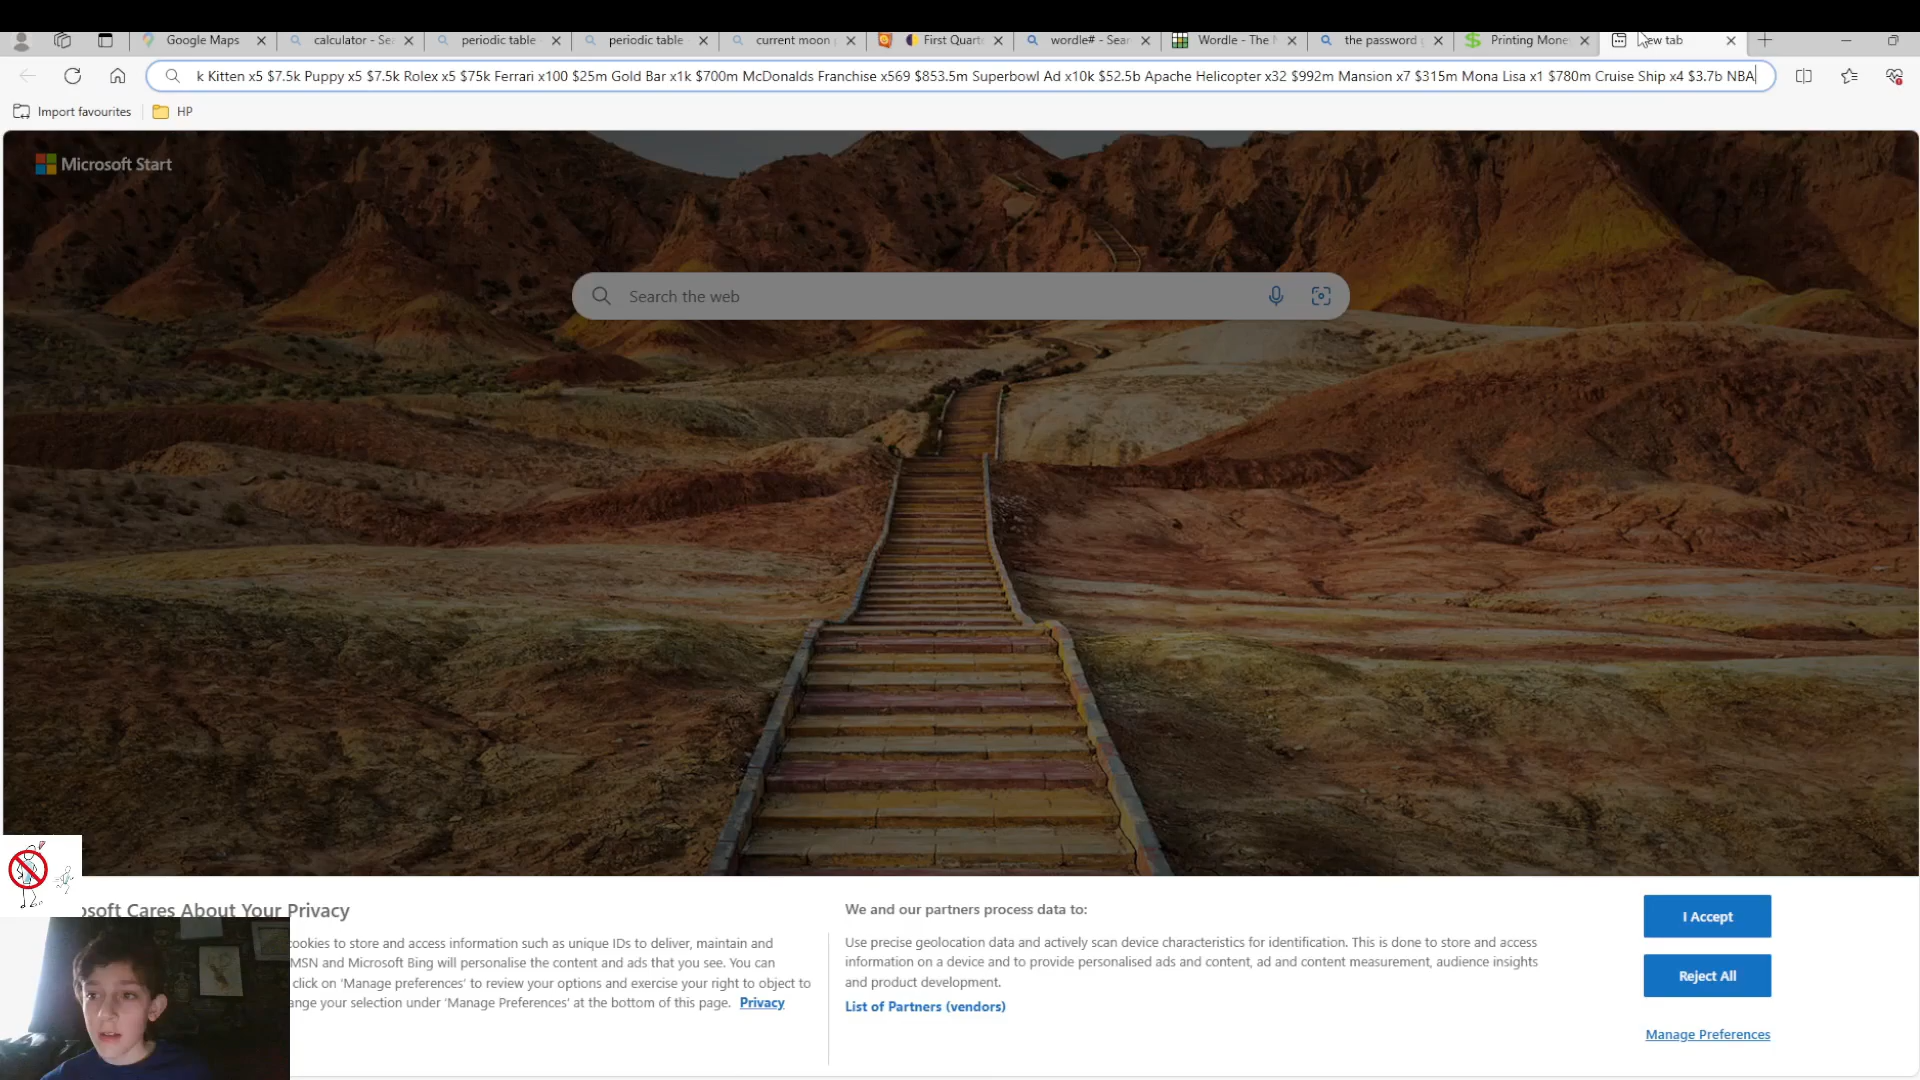 Google Maps
calculator - Se
periodic table
periodic table
current moon p
First Quart
wordle# - Sear
Wordle - The N
the password g
Printing Mone
ew tab
k Kitten x5 $7.5k Puppy x5 $7.5k Rolex x5 $75k Ferrari x100 $25m Gold Bar x1k $700m McDonalds Franchise x569 $853.5m Superbowl Ad x10k $52.5b Apache Helicopter x32 $992m Mansion x7 $315m Mona Lisa x1 $780m Cruise Ship x4 $3.7b NBA
Import favourites
HP
Microsoft Start
Search the web
osoft Cares About Your Privacy
cookies to store and access information such as unique IDs to deliver, maintain and
MSN and Microsoft Bing will personalise the content and ads that you see. You can
click on 'Manage preferences' to review your options and exercise your right to object to
ange your selection under 'Manage Preferences' at the bottom of this page. Privacy
We and our partners process data to:
Use precise geolocation data and actively scan device characteristics for identification. This is done to store and access
information on a device and to provide personalised ads and content, ad and content measurement, audience insights
and product development.
List of Partners (vendors)
I Accept
Reject All
Manage Preferences